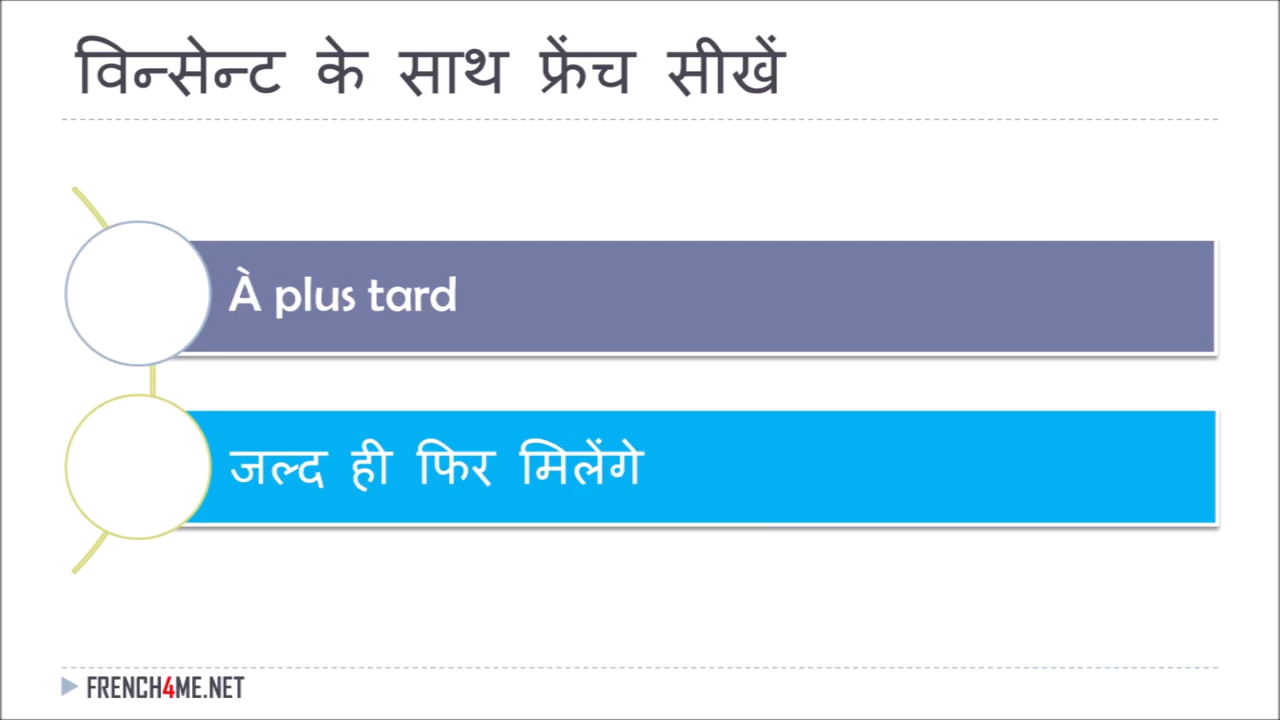 विन्सेन्ट के साथ फ्रेंच सीखें
À plus tard
जल्द ही फिर मिलेंगे
FRENCH4ME.NET